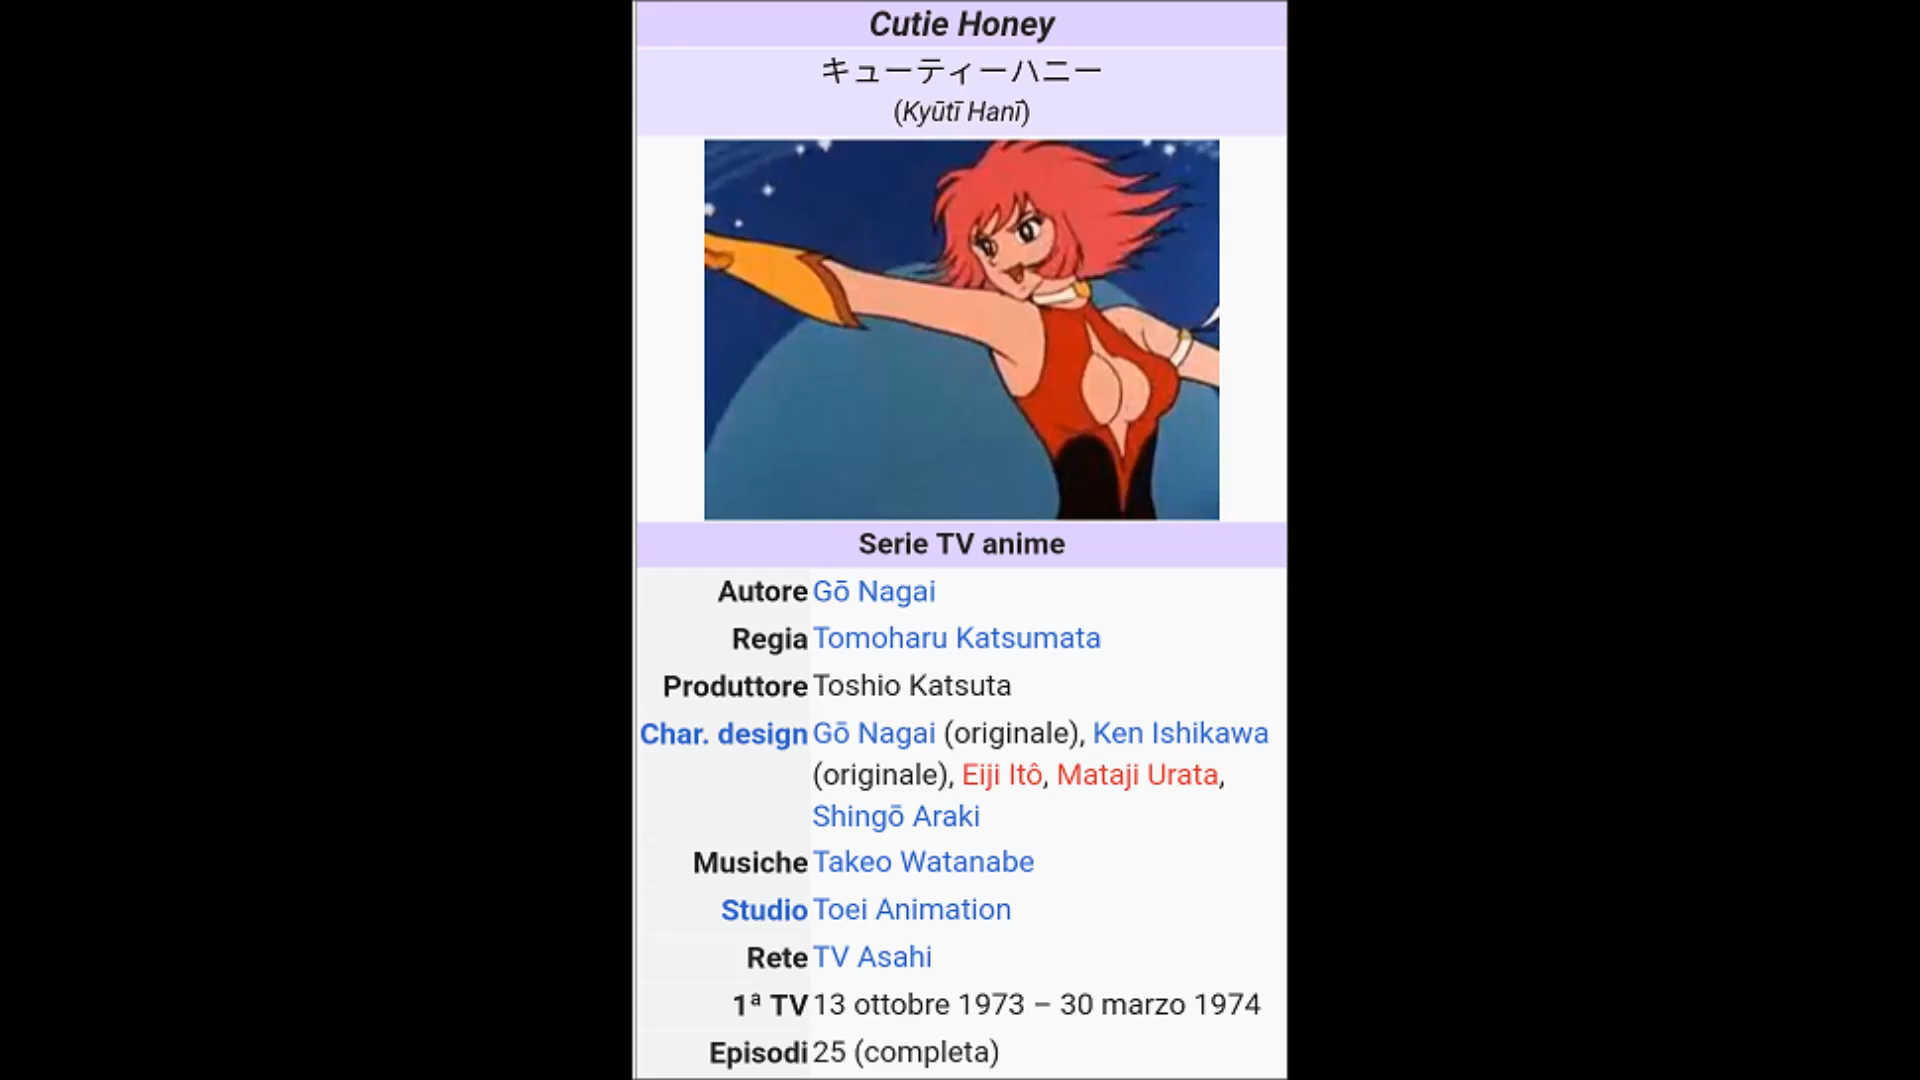 Cutie Honey
キューティーハニー
(Kyūtī Hanī)
Serie TV anime
Autore Gō Nagai
Regia Tomoharu Katsumata
Produttore Toshio Katsuta
Char. design Gō Nagai (originale), Ken Ishikawa
(originale), Eiji Itô, Mataji Urata,
Shingō Araki
Musiche Takeo Watanabe
Studio Toei Animation
Rete TV Asahi
1ª TV 13 ottobre 1973 – 30 marzo 1974
Episodi 25 (completa)